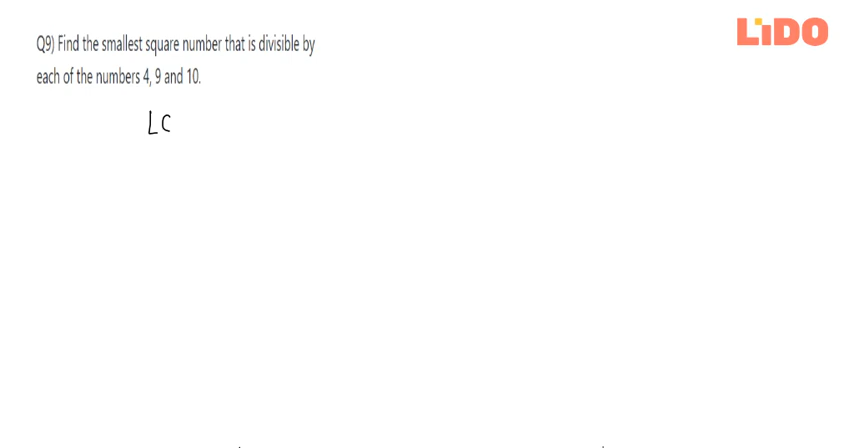 LiDO
Q9) Find the smallest square number that is divisible by
each of the numbers 4, 9 and 10.
LC